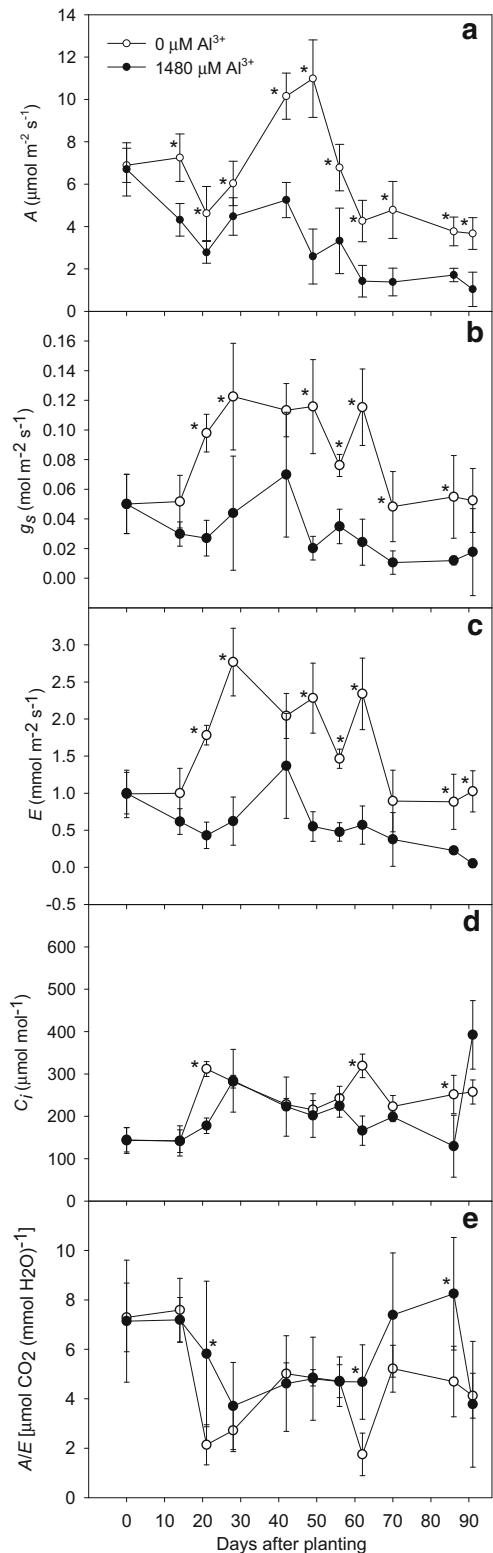 a
14
12
10
8
6
4
2
0
A (μmol m⁻² s⁻¹)
0 μM Al³⁺
1480 μM Al³⁺
* * * * * * * * * *
b
0.16
0.14
0.12
0.10
0.08
0.06
0.04
0.02
0.00
gₛ (mol m⁻² s⁻¹)
* * * * * * *
c
3.0
2.5
2.0
1.5
1.0
0.5
0.0
-0.5
E (mmol m⁻² s⁻¹)
* * * * * * *
d
600
500
400
300
200
100
0
Cᵢ (μmol mol⁻¹)
* * *
e
10
8
6
4
2
0
A/E [μmol CO₂ (mmol H2O)⁻¹]
* * *
0 10 20 30 40 50 60 70 80 90
Days after planting